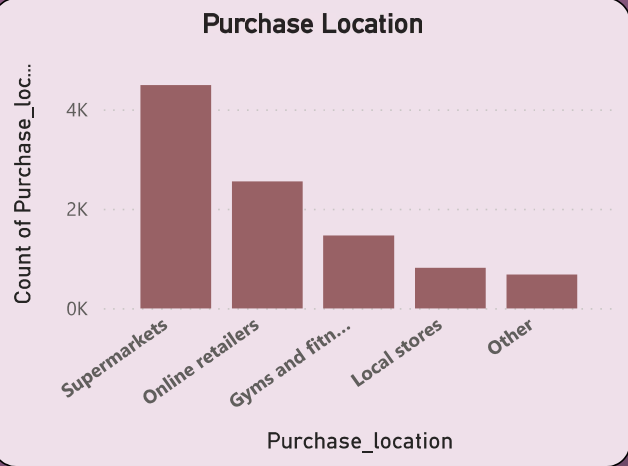 Purchase Location
Count of Purchase_loc...
4K
2K
0K
Supermarkets
Online retailers
Gyms and fitn...
Local stores
Other
Purchase_location